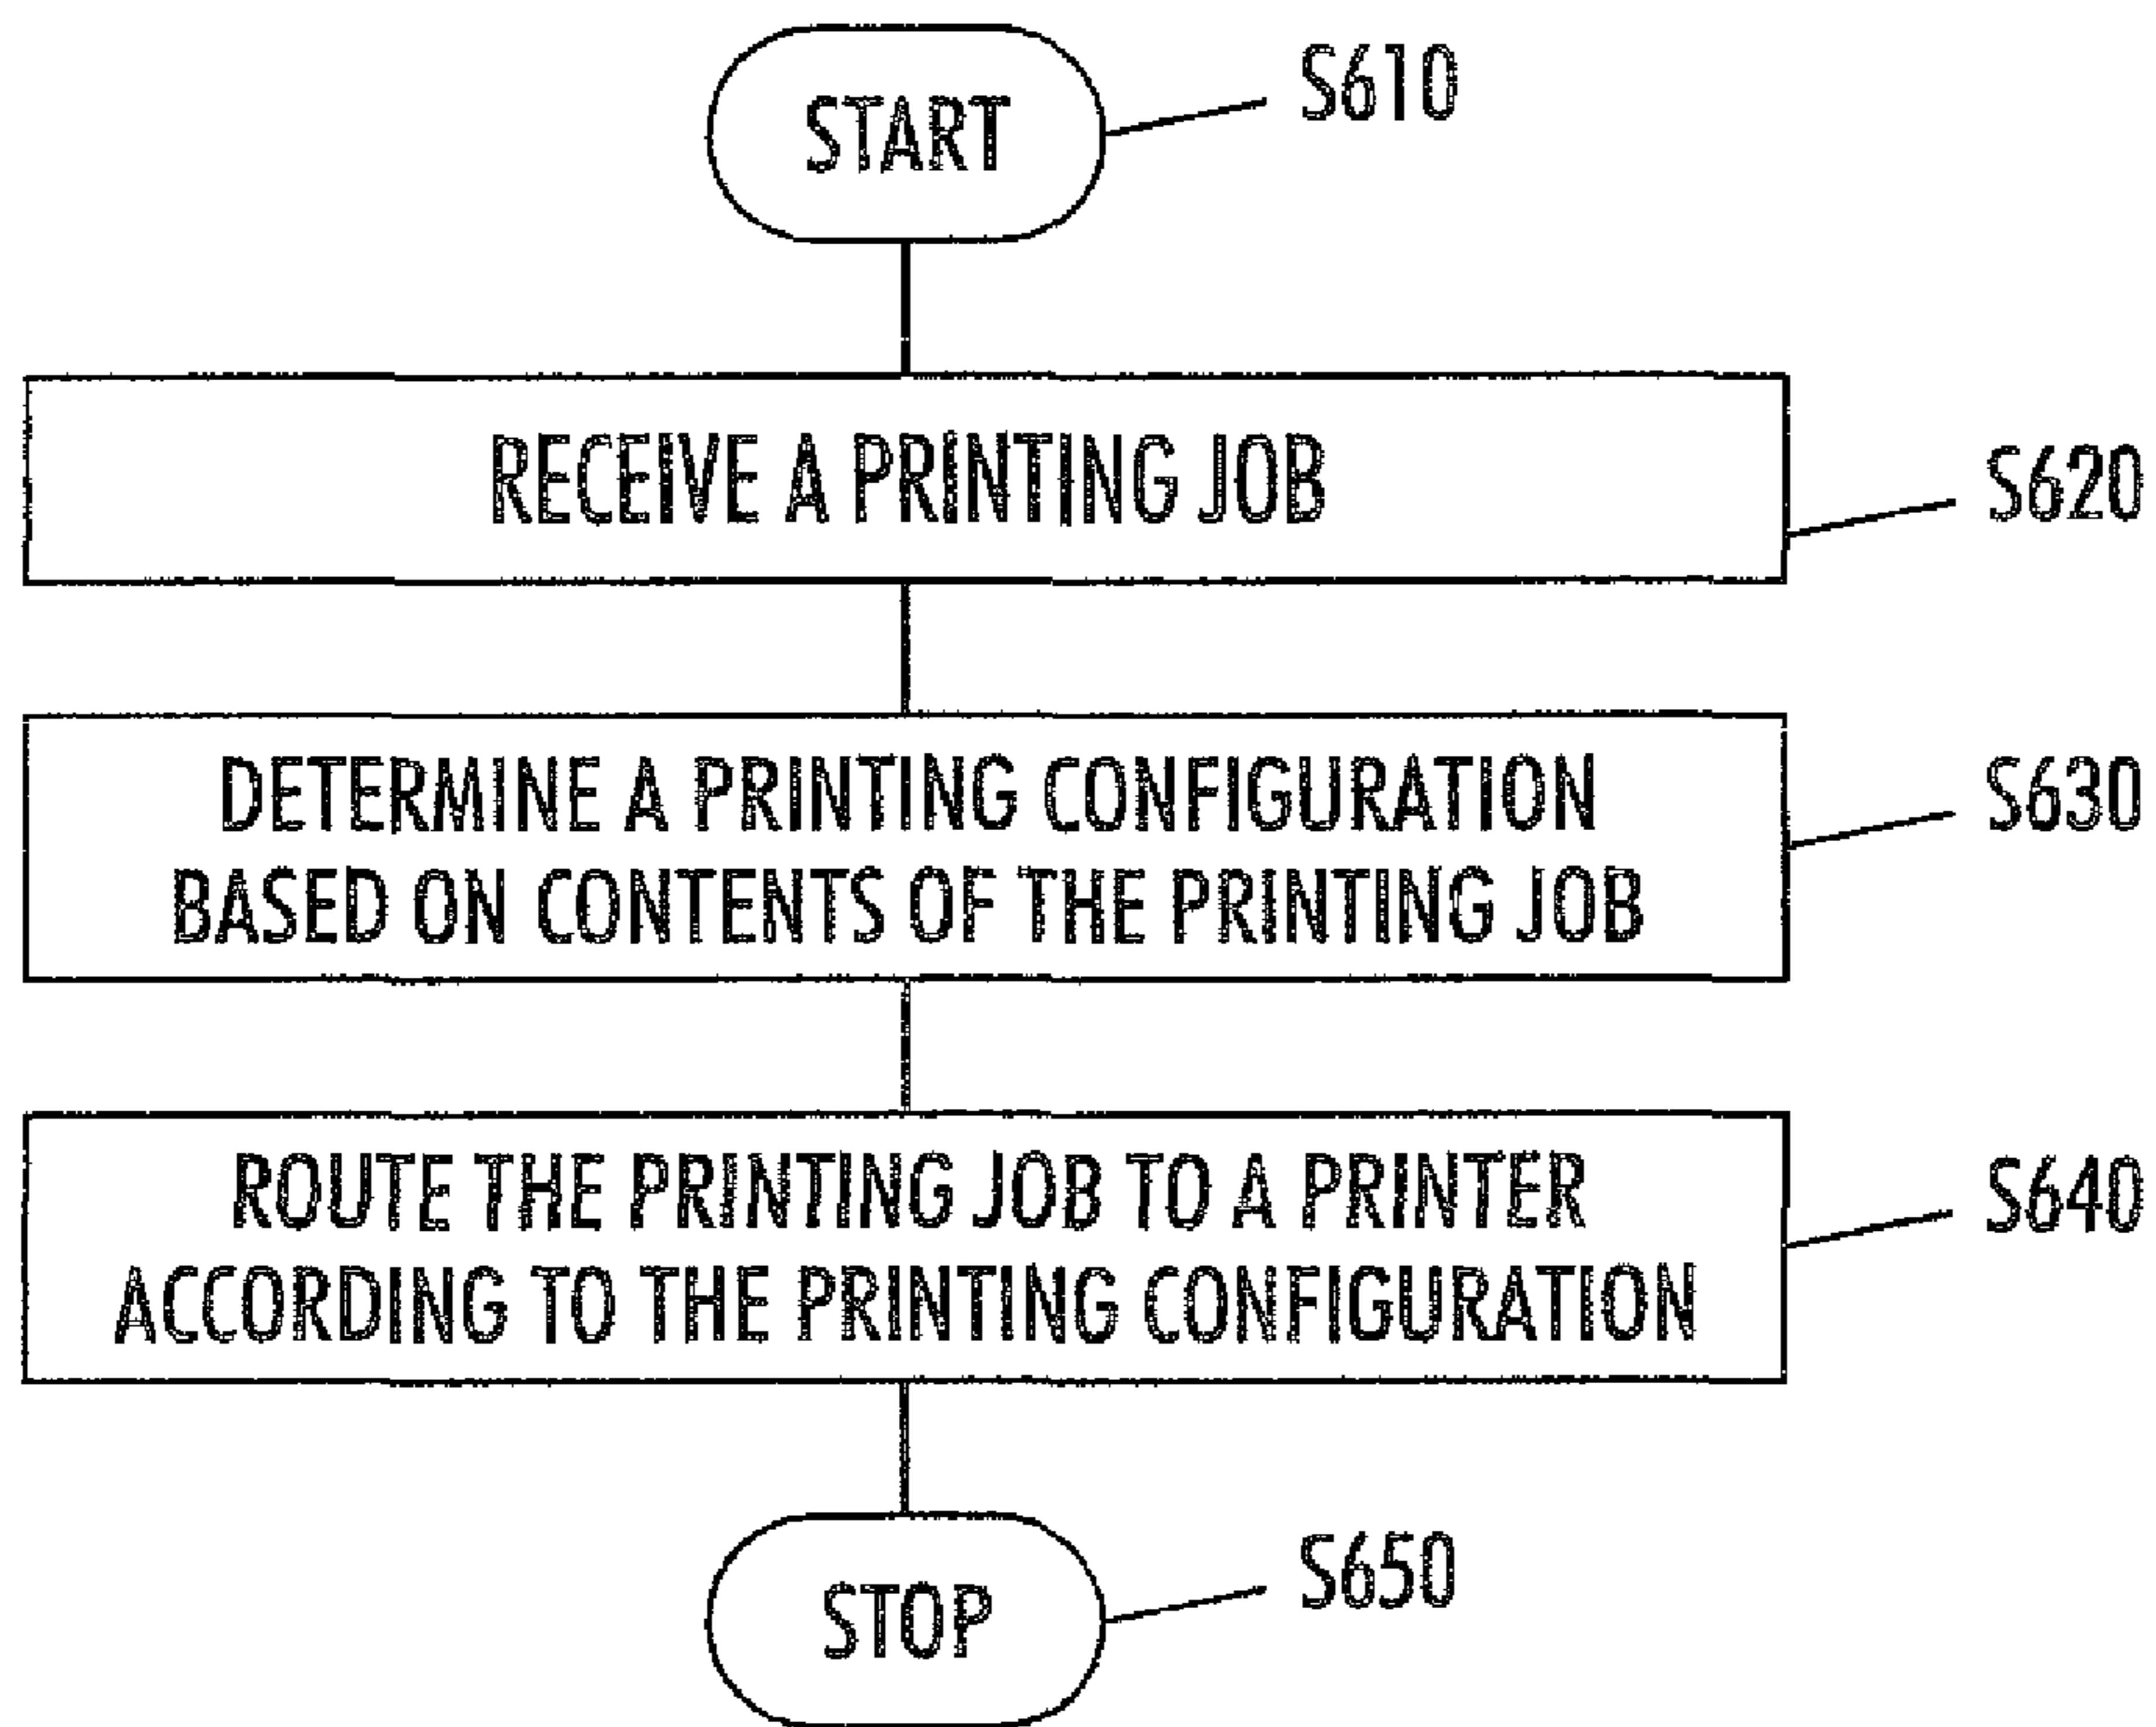 START
S610
RECEIVE A PRINTING JOB
S620
DETERMINE A PRINTING CONFIGURATION
BASED ON CONTENTS OF THE PRINTING JOB
S630
ROUTE THE PRINTING JOB TO A PRINTER
ACCORDING TO THE PRINTING CONFIGURATION
S640
STOP
S650